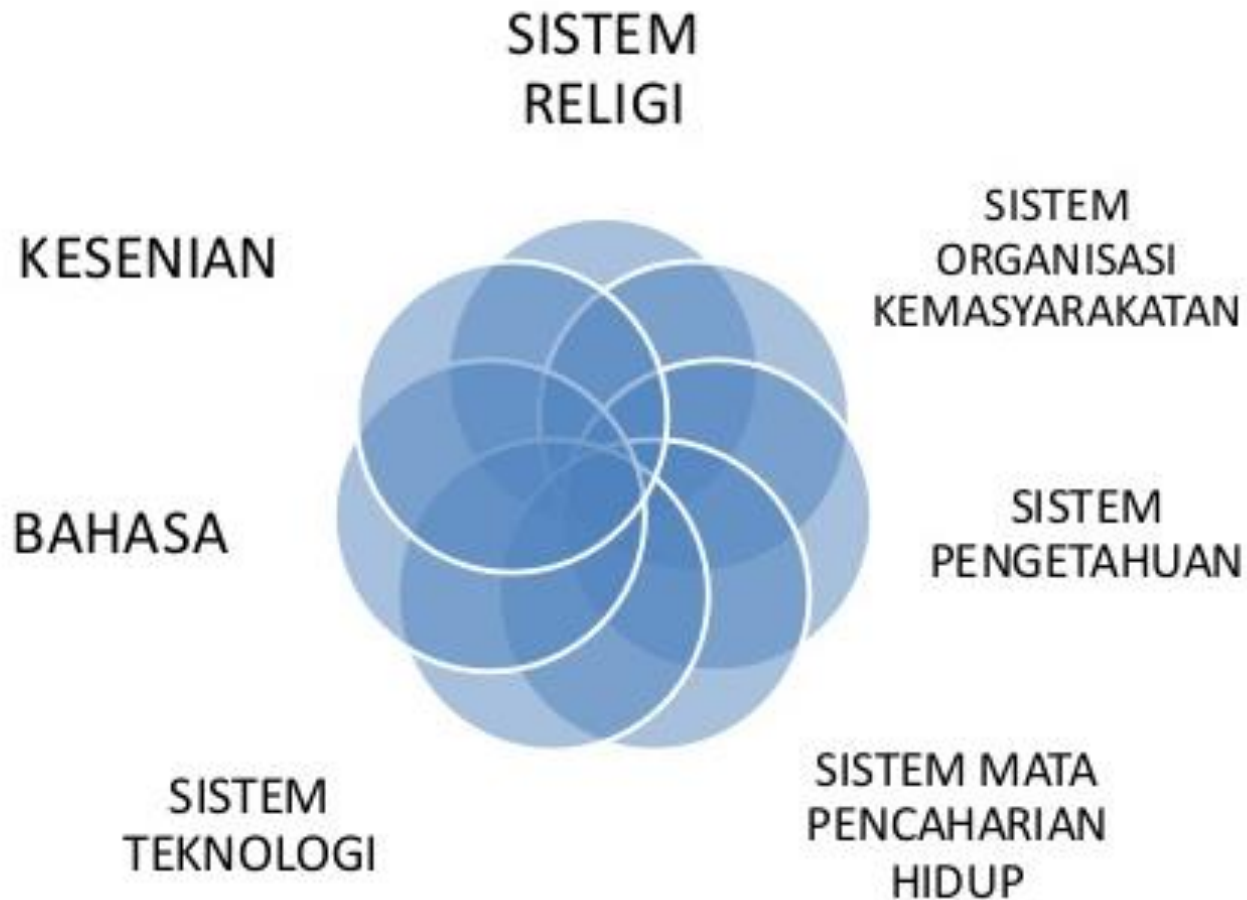 SISTEM
RELIGI
SISTEM
ORGANISASI
KEMASYARAKATAN
SISTEM
PENGETAHUAN
SISTEM MATA
PENCAHARIAN
HIDUP
SISTEM
TEKNOLOGI
BAHASA
KESENIAN